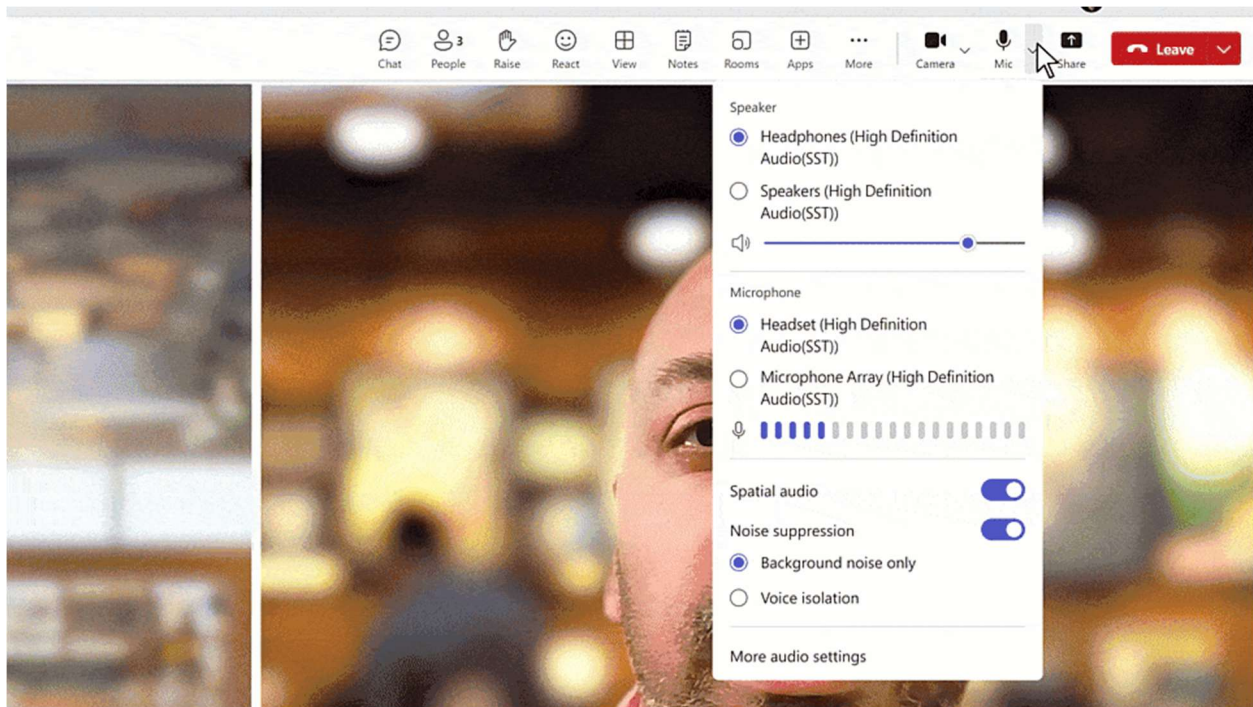 Chat
People 3
Raise
React
View
Notes
Rooms
Apps
More
Camera
Mic
Share
Leave
Speaker
Headphones (High Definition
Audio(SST))
Speakers (High Definition
Audio(SST))
Microphone
Headset (High Definition
Audio(SST))
Microphone Array (High Definition
Audio(SST))
Spatial audio
Noise suppression
Background noise only
Voice isolation
More audio settings